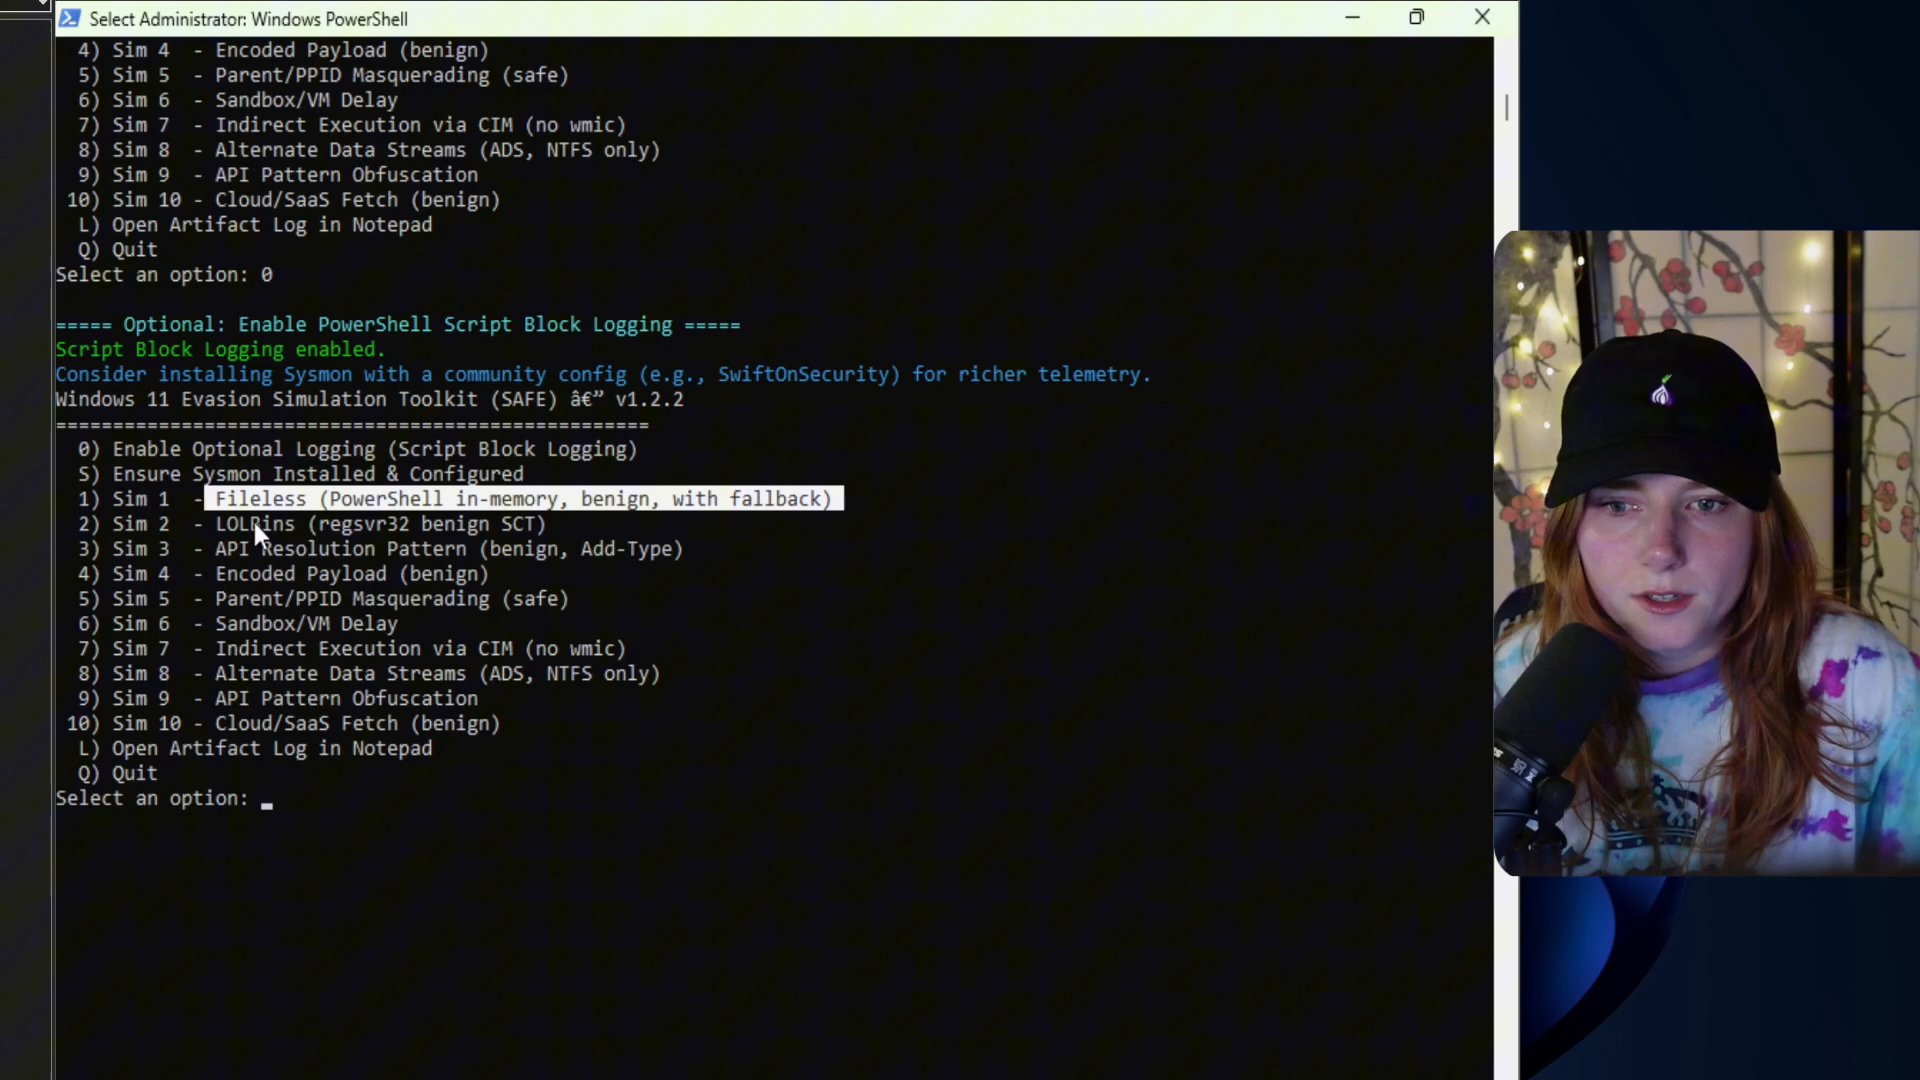 Select Administrator: Windows PowerShell
4) Sim 4 - Encoded Payload (benign)
5) Sim 5 - Parent/PPID Masquerading (safe)
6) Sim 6 - Sandbox/VM Delay
7) Sim 7 - Indirect Execution via CIM (no wmic)
8) Sim 8 - Alternate Data Streams (ADS, NTFS only)
9) Sim 9 - API Pattern Obfuscation
10) Sim 10 - Cloud/SaaS Fetch (benign)
L) Open Artifact Log in Notepad
Q) Quit
Select an option: 0
===== Optional: Enable PowerShell Script Block Logging =====
Script Block Logging enabled.
Consider installing Sysmon with a community config (e.g., SwiftOnSecurity) for richer telemetry.
Windows 11 Evasion Simulation Toolkit (SAFE) â€” v1.2.2
====================================================
0) Enable Optional Logging (Script Block Logging)
S) Ensure Sysmon Installed & Configured
1) Sim 1 - Fileless (PowerShell in-memory, benign, with fallback)
2) Sim 2 - LOLBins (regsvr32 benign SCT)
3) Sim 3 - API Resolution Pattern (benign, Add-Type)
4) Sim 4 - Encoded Payload (benign)
5) Sim 5 - Parent/PPID Masquerading (safe)
6) Sim 6 - Sandbox/VM Delay
7) Sim 7 - Indirect Execution via CIM (no wmic)
8) Sim 8 - Alternate Data Streams (ADS, NTFS only)
9) Sim 9 - API Pattern Obfuscation
10) Sim 10 - Cloud/SaaS Fetch (benign)
L) Open Artifact Log in Notepad
Q) Quit
Select an option: